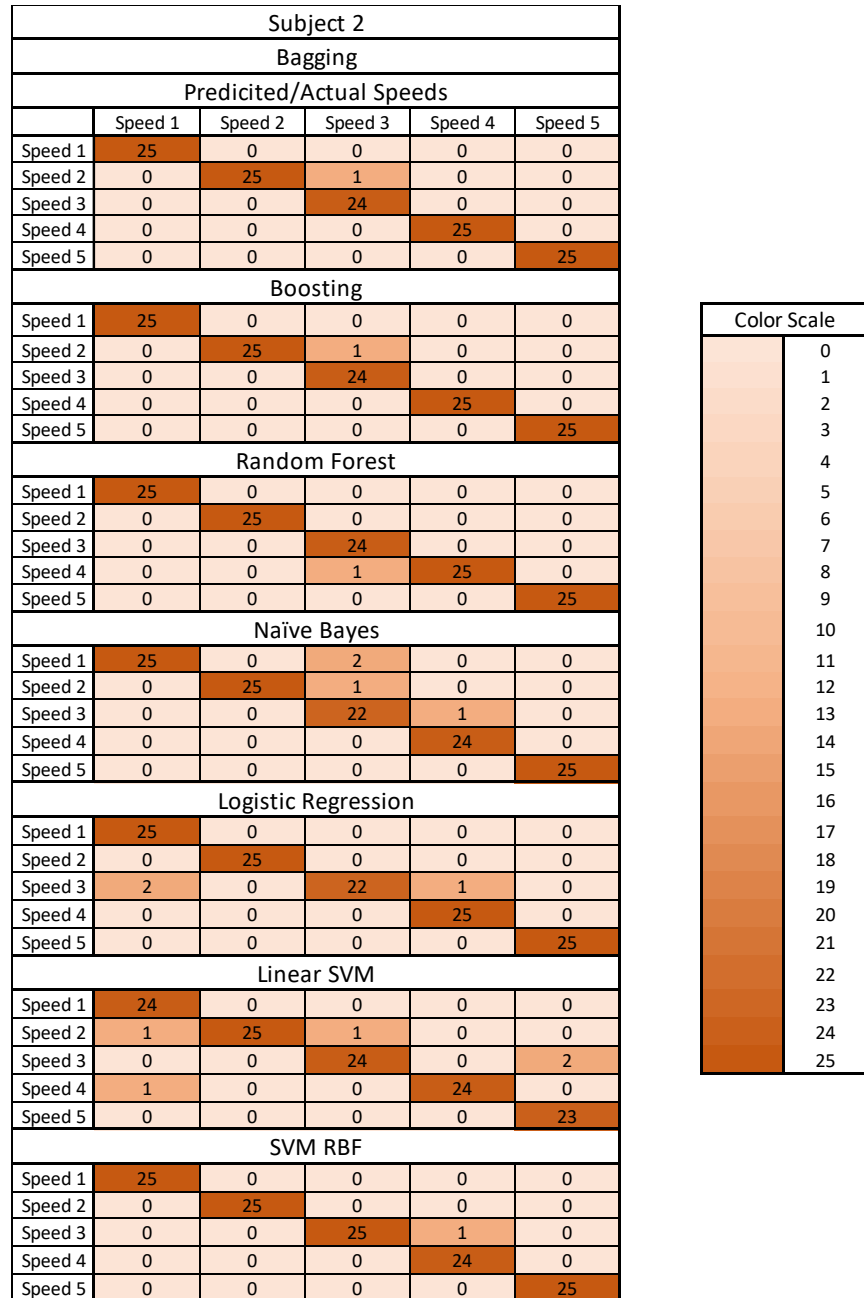 Subject 2
Bagging
Predicited/Actual Speeds
Speed 1 Speed 2 Speed 3 Speed 4 Speed 5
Speed 1 25 0 0 0 0
Speed 2 0 25 1 0 0
Speed 3 0 0 24 0 0
Speed 4 0 0 0 25 0
Speed 5 0 0 0 0 25
Boosting
Speed 1 25 0 0 0 0
Speed 2 0 25 1 0 0
Speed 3 0 0 24 0 0
Speed 4 0 0 0 25 0
Speed 5 0 0 0 0 25
Random Forest
Speed 1 25 0 0 0 0
Speed 2 0 25 0 0 0
Speed 3 0 0 24 0 0
Speed 4 0 0 1 25 0
Speed 5 0 0 0 0 25
Naïve Bayes
Speed 1 25 0 2 0 0
Speed 2 0 25 1 0 0
Speed 3 0 0 22 1 0
Speed 4 0 0 0 24 0
Speed 5 0 0 0 0 25
Logistic Regression
Speed 1 25 0 0 0 0
Speed 2 0 25 0 0 0
Speed 3 2 0 22 1 0
Speed 4 0 0 0 25 0
Speed 5 0 0 0 0 25
Linear SVM
Speed 1 24 0 0 0 0
Speed 2 1 25 1 0 0
Speed 3 0 0 24 0 2
Speed 4 1 0 0 24 0
Speed 5 0 0 0 0 23
SVM RBF
Speed 1 25 0 0 0 0
Speed 2 0 25 0 0 0
Speed 3 0 0 25 1 0
Speed 4 0 0 0 24 0
Speed 5 0 0 0 0 25
Color Scale
0
1
2
3
4
5
6
7
8
9
10
11
12
13
14
15
16
17
18
19
20
21
22
23
24
25